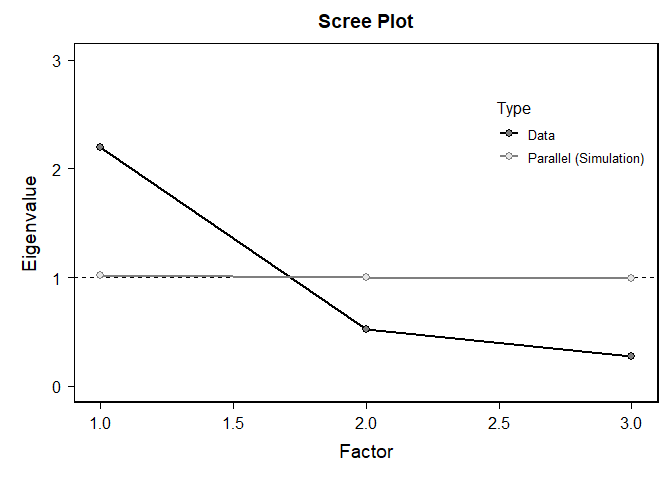 Scree Plot
3
2
1
0
Eigenvalue
Type
Data
Parallel (Simulation)
1.0 1.5 2.0 2.5 3.0
Factor